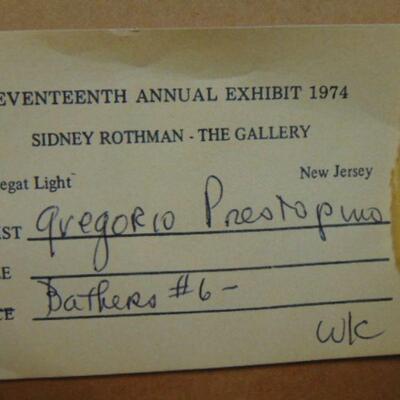 EVENTEENTH ANNUAL EXHIBIT 1974
SIDNEY ROTHMAN - THE GALLERY
egat Light New Jersey
IST Gregorio Prestopino
LE
CE Bathers #6 -
WC